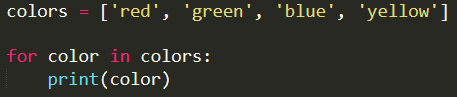 colors = ['red', 'green', 'blue', 'yellow']
for color in colors:
    print(color)